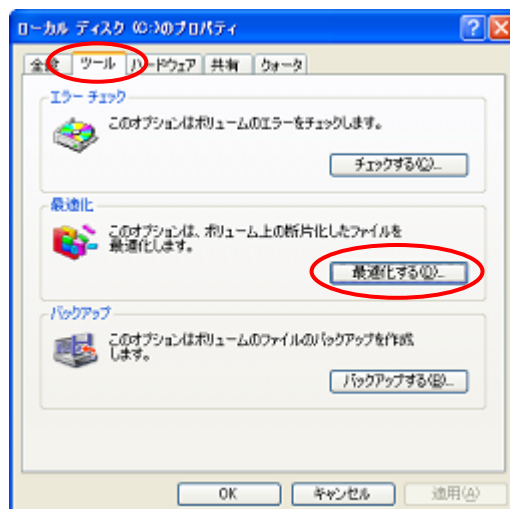 ローカル ディスク (C:)のプロパティ
全般 ツール ハードウェア 共有 クォータ
エラー チェック
このオプションはボリュームのエラーをチェックします。
チェックする(C)...
最適化
このオプションは、ボリューム上の断片化したファイルを
最適化します。
最適化する(D)...
バックアップ
このオプションはボリュームのファイルのバックアップを作成
します。
バックアップする(B)...
OK キャンセル 適用(A)